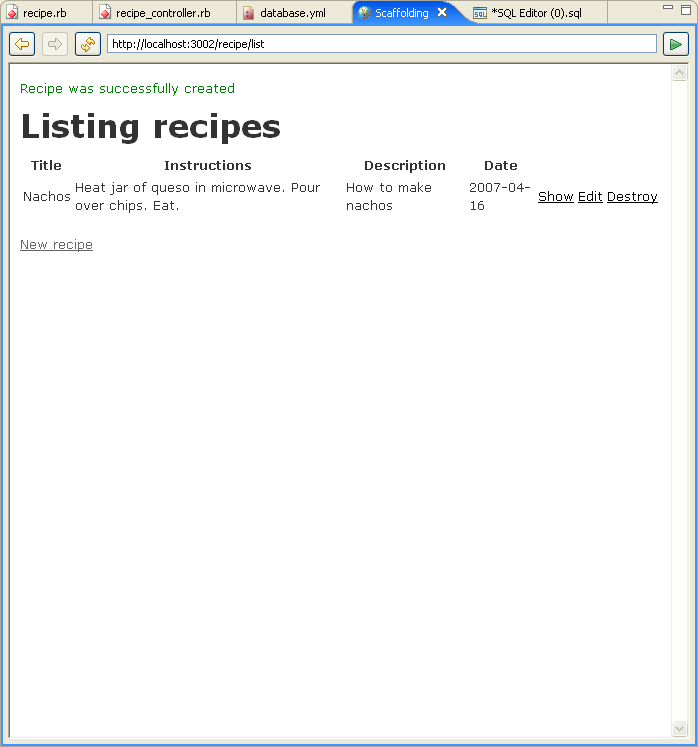 recipe.rb recipe_controller.rb database.yml Scaffolding *SQL Editor (0).sql
http://localhost:3002/recipe/list
Recipe was successfully created
Listing recipes
Title Instructions Description Date
Nachos Heat jar of queso in microwave. Pour over chips. Eat. How to make nachos 2007-04-16 Show Edit Destroy
New recipe